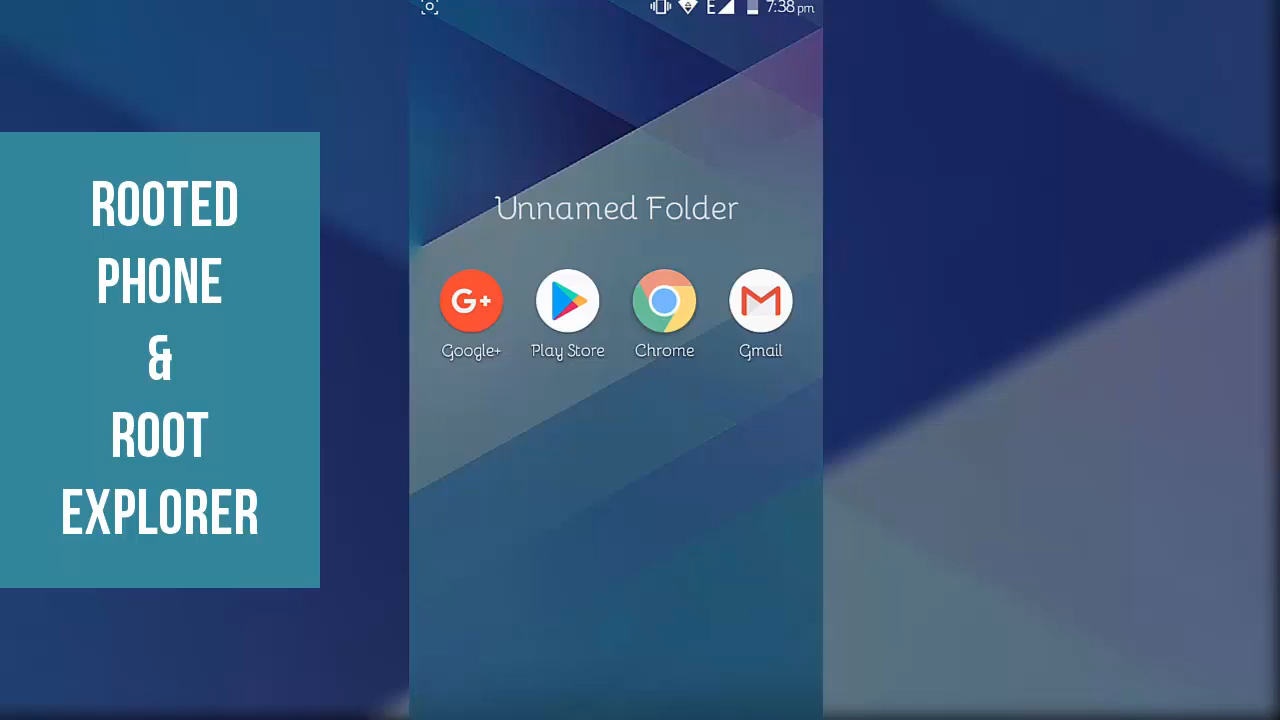 E 7:38 pm
ROOTED
PHONE
&
ROOT
EXPLORER
Unnamed Folder
G+
Google+ Play Store Chrome Gmail